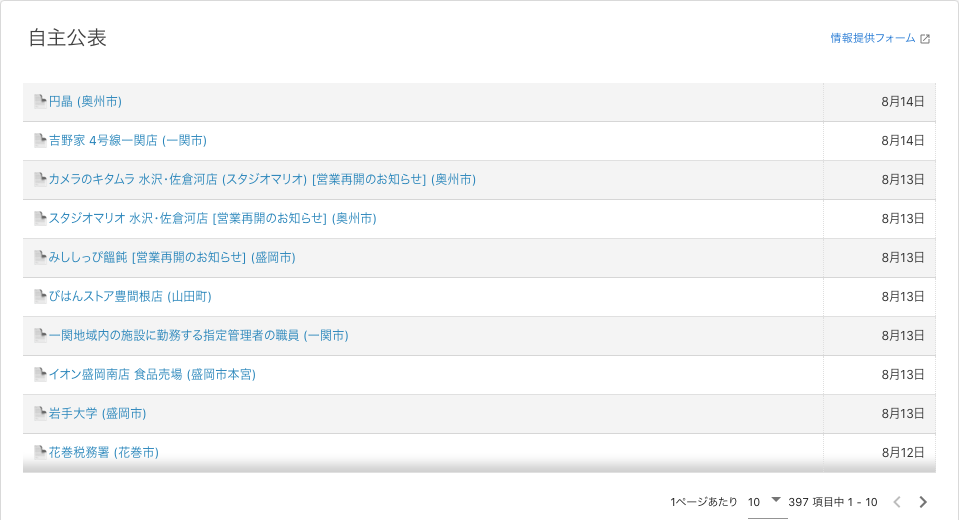 自主公表
情報提供フォーム
円晶 (奥州市) 8月14日
吉野家 4号線一関店 (一関市) 8月14日
カメラのキタムラ 水沢・佐倉河店 (スタジオマリオ) [営業再開のお知らせ] (奥州市) 8月13日
スタジオマリオ 水沢・佐倉河店 [営業再開のお知らせ] (奥州市) 8月13日
みししっぴ饂飩 [営業再開のお知らせ] (盛岡市) 8月13日
びはんストア豊間根店 (山田町) 8月13日
一関地域内の施設に勤務する指定管理者の職員 (一関市) 8月13日
イオン盛岡南店 食品売場 (盛岡市本宮) 8月13日
岩手大学 (盛岡市) 8月13日
花巻税務署 (花巻市) 8月12日
1ページあたり 10 397 項目中 1 - 10